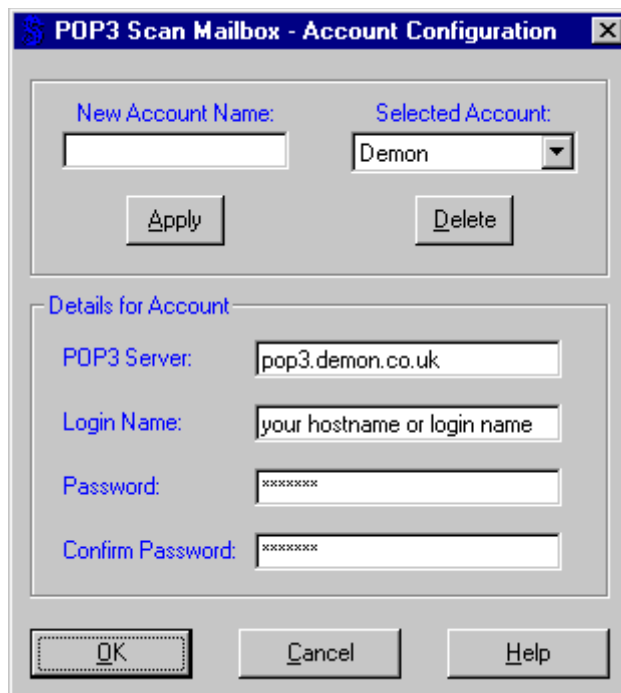 POP3 Scan Mailbox - Account Configuration
New Account Name: Selected Account:
Demon
Apply Delete
Details for Account
POP3 Server: pop3.demon.co.uk
Login Name: your hostname or login name
Password: *******
Confirm Password: *******
OK Cancel Help